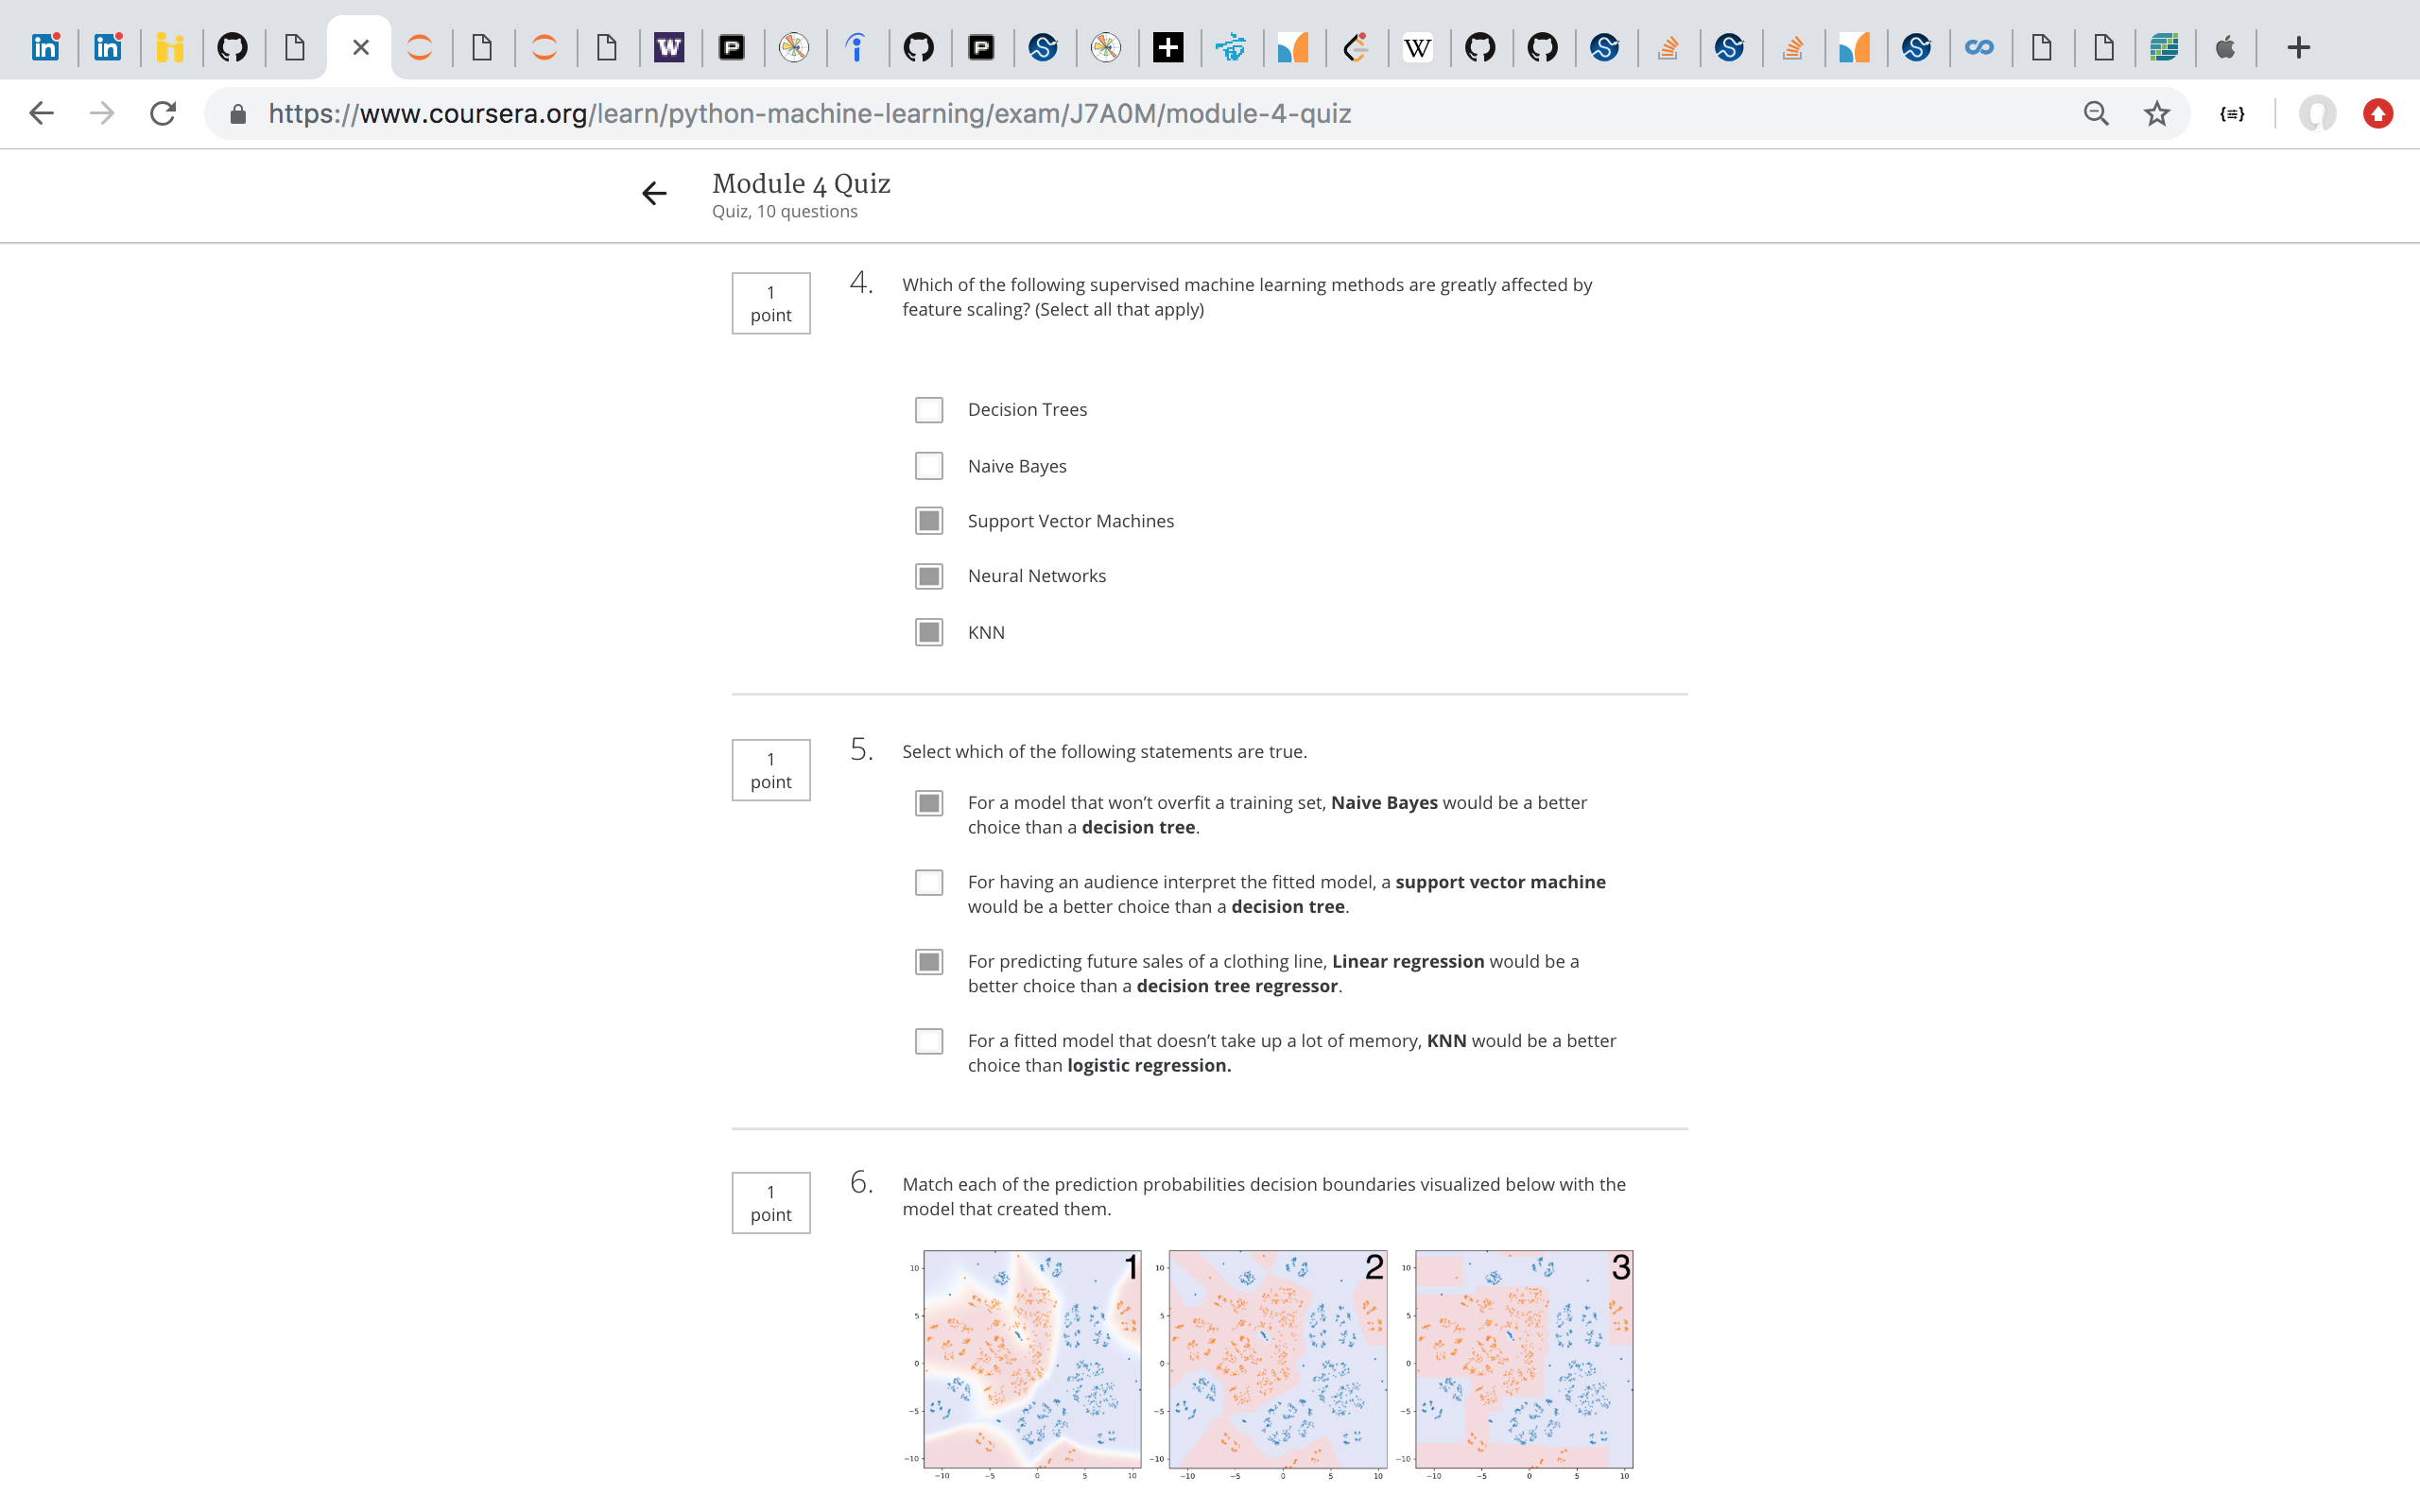 https://www.coursera.org/learn/python-machine-learning/exam/J7A0M/module-4-quiz
Module 4 Quiz
Quiz, 10 questions
1
point
4.
Which of the following supervised machine learning methods are greatly affected by
feature scaling? (Select all that apply)
Decision Trees
Naive Bayes
Support Vector Machines
Neural Networks
KNN
1
point
5.
Select which of the following statements are true.
For a model that won’t overfit a training set, Naive Bayes would be a better
choice than a decision tree.
For having an audience interpret the fitted model, a support vector machine
would be a better choice than a decision tree.
For predicting future sales of a clothing line, Linear regression would be a
better choice than a decision tree regressor.
For a fitted model that doesn’t take up a lot of memory, KNN would be a better
choice than logistic regression.
1
point
6.
Match each of the prediction probabilities decision boundaries visualized below with the
model that created them.
1 2 3
10 10 10
5 5 5
0 0 0
−5 −5 −5
−10 −10 −10
−10 −5 0 5 10 −10 −5 0 5 10 −10 −5 0 5 10